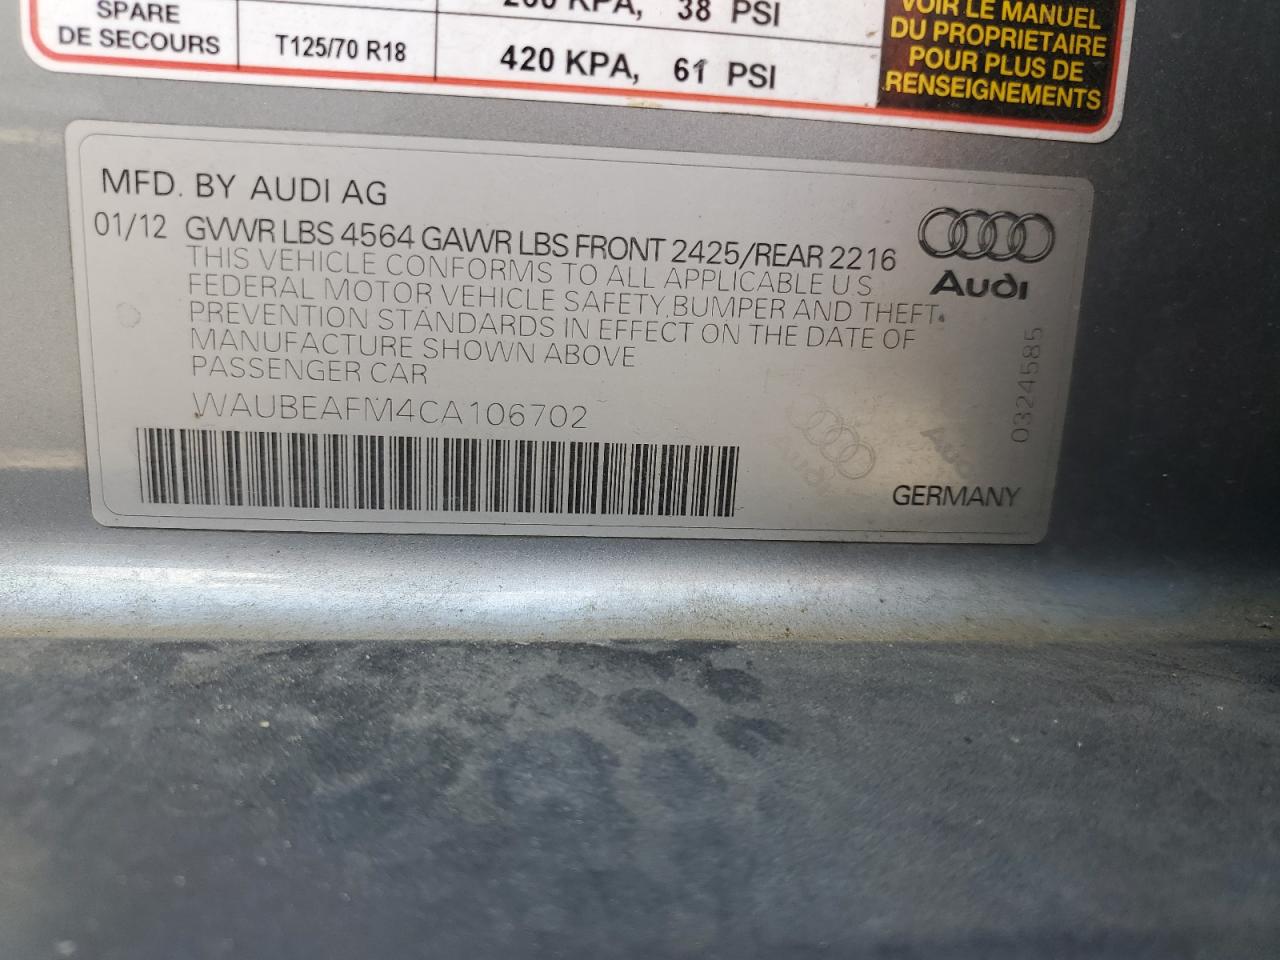 SPARE
DE SECOURS
T125/70 R18
260 KPA, 38 PSI
420 KPA, 61 PSI
VOIR LE MANUEL
DU PROPRIETAIRE
POUR PLUS DE
RENSEIGNEMENTS
MFD. BY AUDI AG
01/12 GVWR LBS 4564 GAWR LBS FRONT 2425/REAR 2216
THIS VEHICLE CONFORMS TO ALL APPLICABLE U S
FEDERAL MOTOR VEHICLE SAFETY, BUMPER AND THEFT
PREVENTION STANDARDS IN EFFECT ON THE DATE OF
MANUFACTURE SHOWN ABOVE
PASSENGER CAR
WAUBEAFM4CA106702
Audi
0324585
Audi
Audi
GERMANY